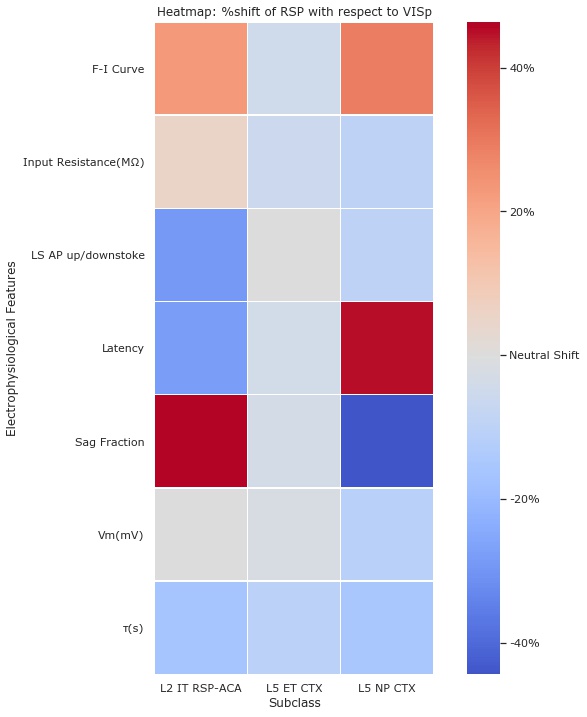 Heatmap: %shift of RSP with respect to VISp
F-I Curve
Input Resistance(MΩ)
LS AP up/downstoke
Latency
Sag Fraction
Vm(mV)
τ(s)
Electrophysiological Features
L2 IT RSP-ACA
L5 ET CTX
L5 NP CTX
Subclass
40%
20%
Neutral Shift
-20%
-40%